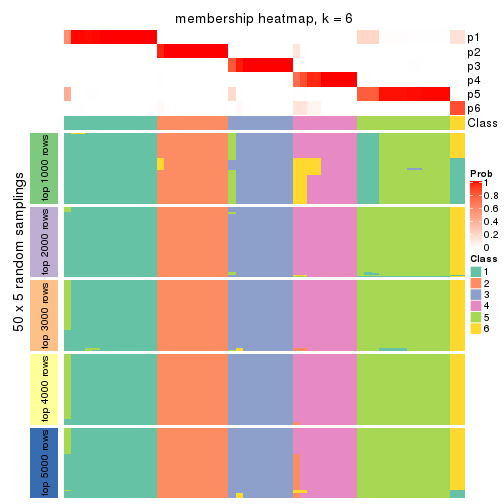 membership heatmap, k = 6
p1
p2
p3
p4
p5
p6
Class
50 x 5 random samplings
top 1000 rows
top 2000 rows
top 3000 rows
top 4000 rows
top 5000 rows
Prob
1
0.8
0.6
0.4
0.2
0
Class
1
2
3
4
5
6